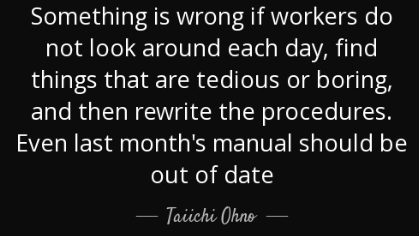 Something is wrong if workers do
not look around each day, find
things that are tedious or boring,
and then rewrite the procedures.
Even last month's manual should be
out of date
— Taiichi Ohno —